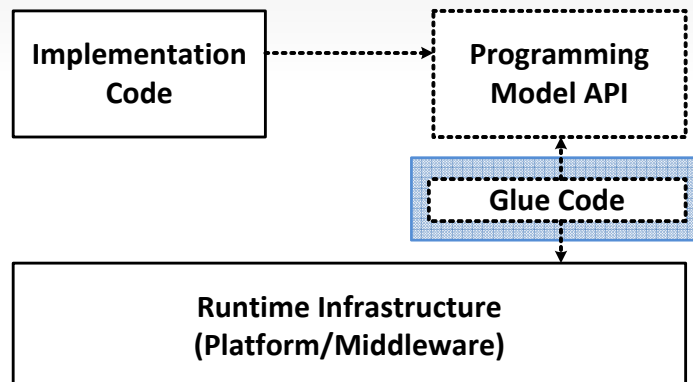 Implementation
Code
Programming
Model API
Glue Code
Runtime Infrastructure
(Platform/Middleware)